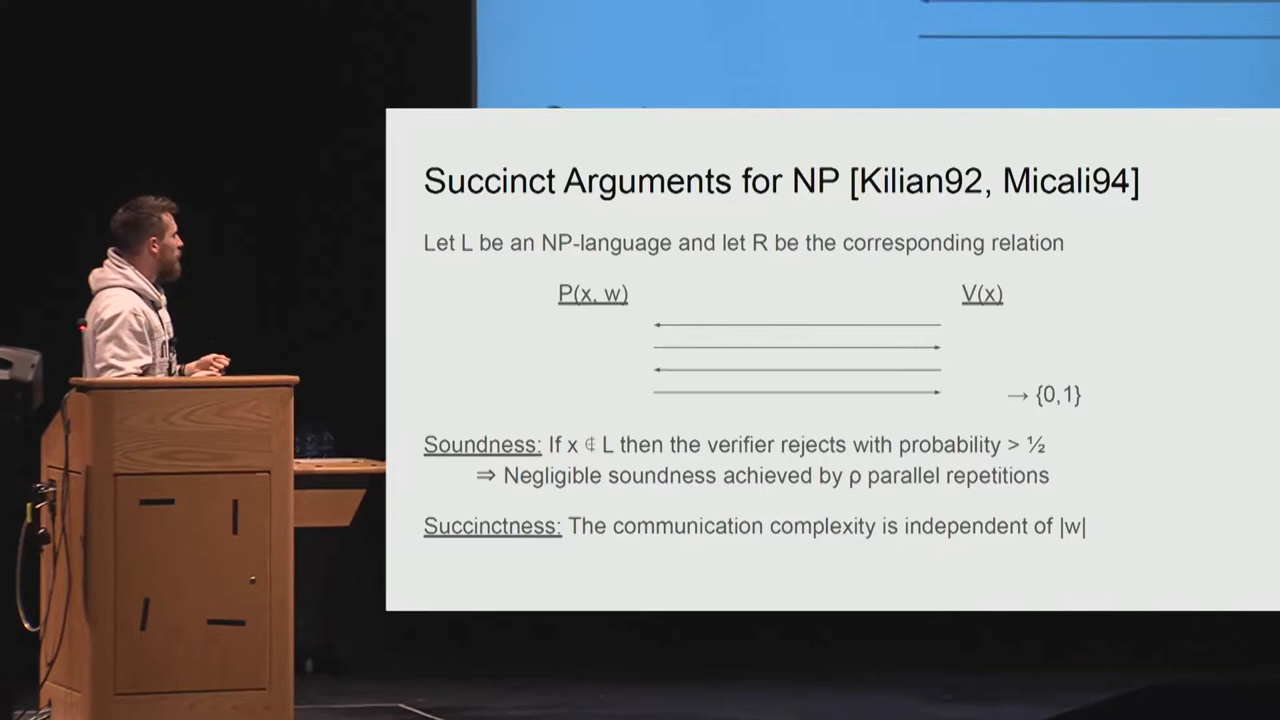 Succinct Arguments for NP [Kilian92, Micali94]
Let L be an NP-language and let R be the corresponding relation
P(x, w) V(x)
→ {0,1}
Soundness: If x ∉ L then the verifier rejects with probability > ½
⇒ Negligible soundness achieved by ρ parallel repetitions
Succinctness: The communication complexity is independent of |w|